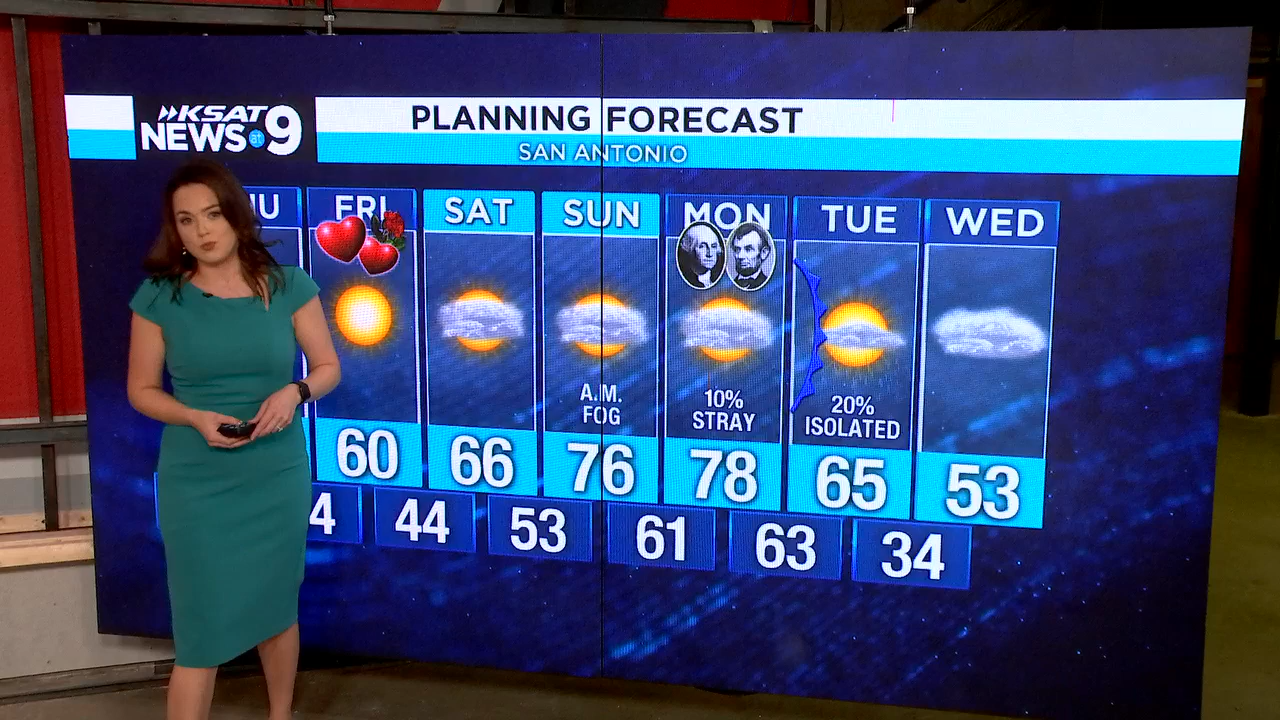 KSAT
NEWS at 9
PLANNING FORECAST
SAN ANTONIO
FRI
SAT
SUN
MON
TUE
WED
A.M.
FOG
10%
STRAY
20%
ISOLATED
60
66
76
78
65
53
44
53
61
63
34